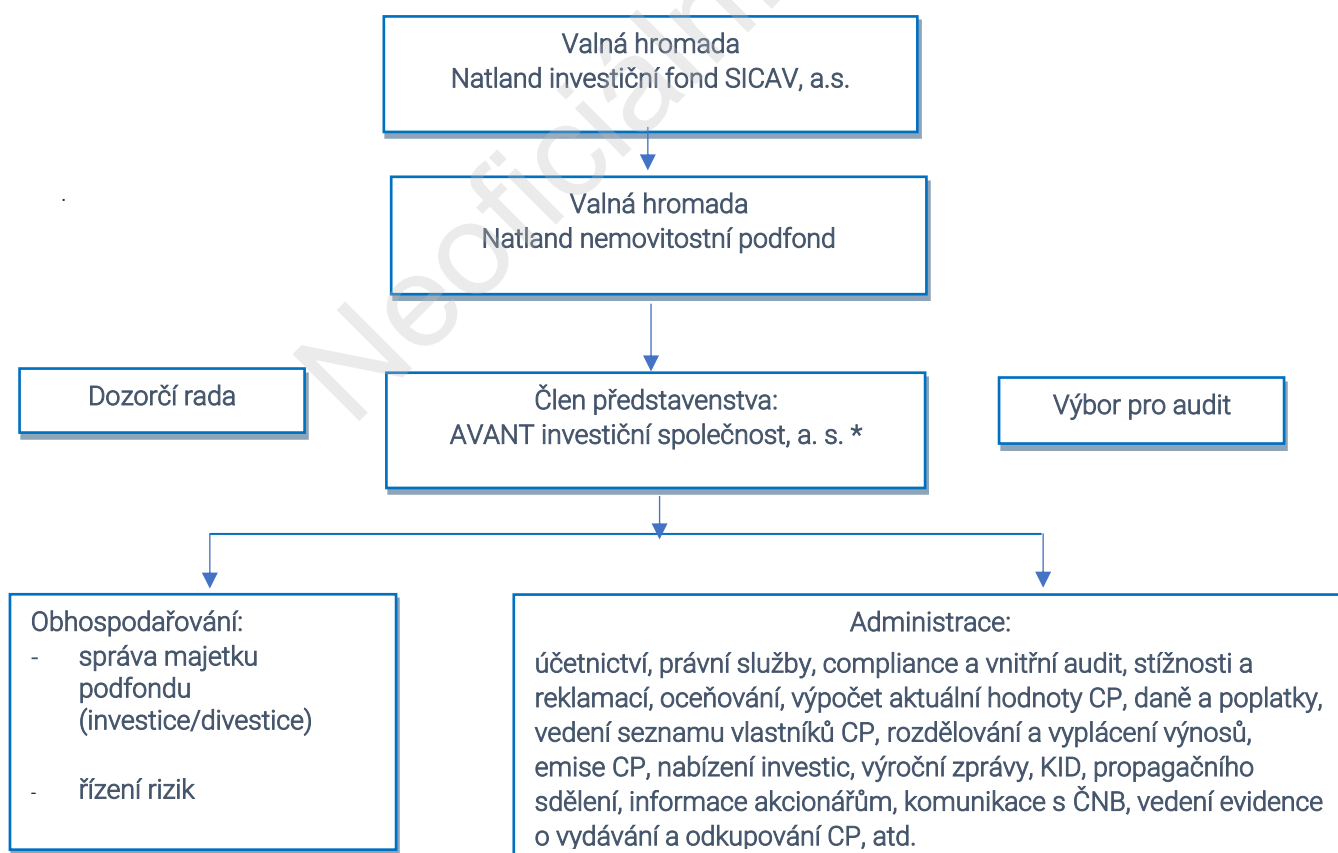 Valná hromada
Natland investiční fond SICAV, a.s.
Valná hromada
Natland nemovitostní podfond
Dozorčí rada
Člen představenstva:
AVANT investiční společnost, a. s. *
Výbor pro audit
Obhospodařování:
- správa majetku
podfondu
(investice/divestice)
- řízení rizik
Administrace:
účetnictví, právní služby, compliance a vnitřní audit, stížnosti a
reklamací, oceňování, výpočet aktuální hodnoty CP, daně a poplatky,
vedení seznamu vlastníků CP, rozdělování a vyplácení výnosů,
emise CP, nabízení investic, výroční zprávy, KID, propagačního
sdělení, informace akcionářům, komunikace s ČNB, vedení evidence
o vydávání a odkupování CP, atd.